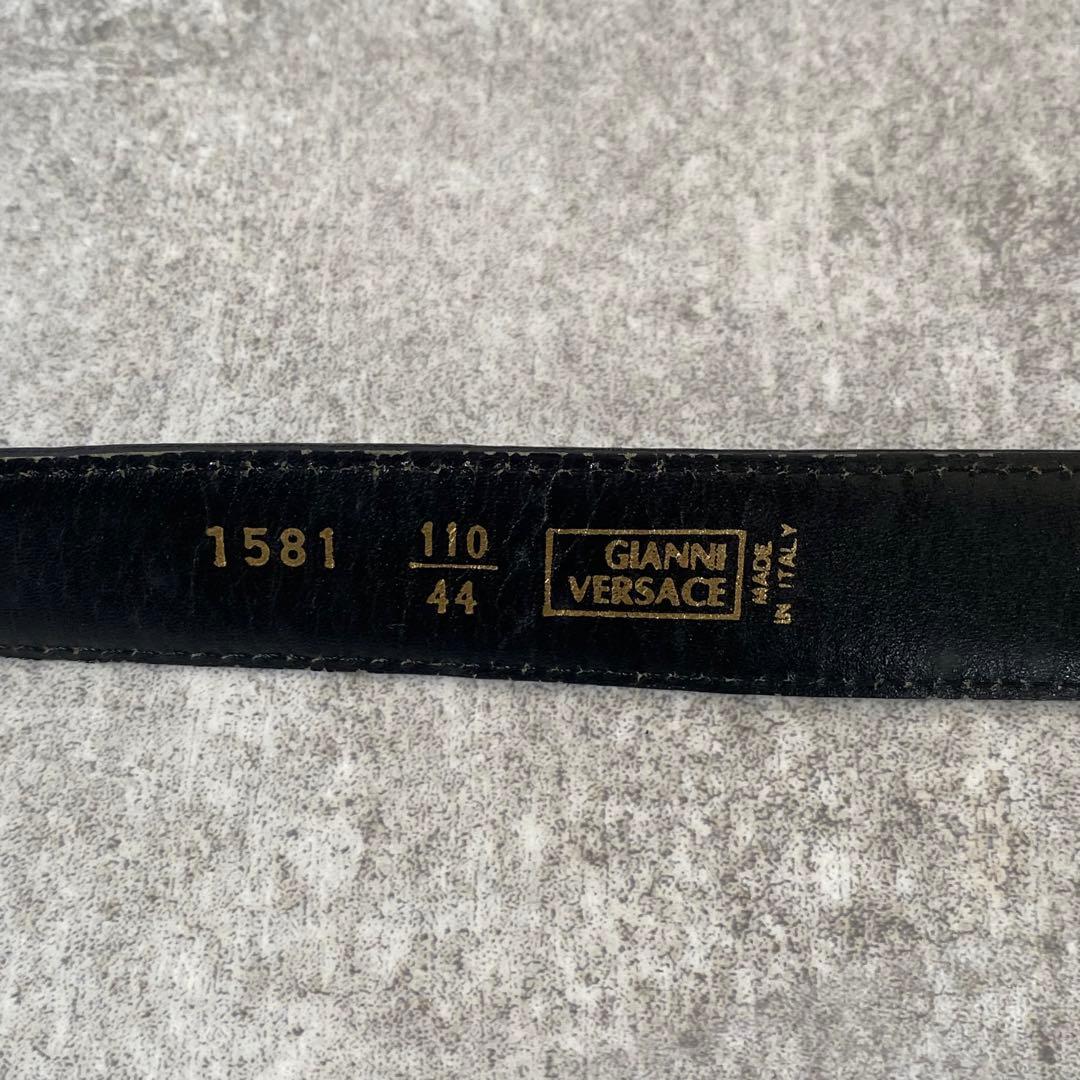 1581
110
44
GIANNI
VERSACE
MADE
IN ITALY